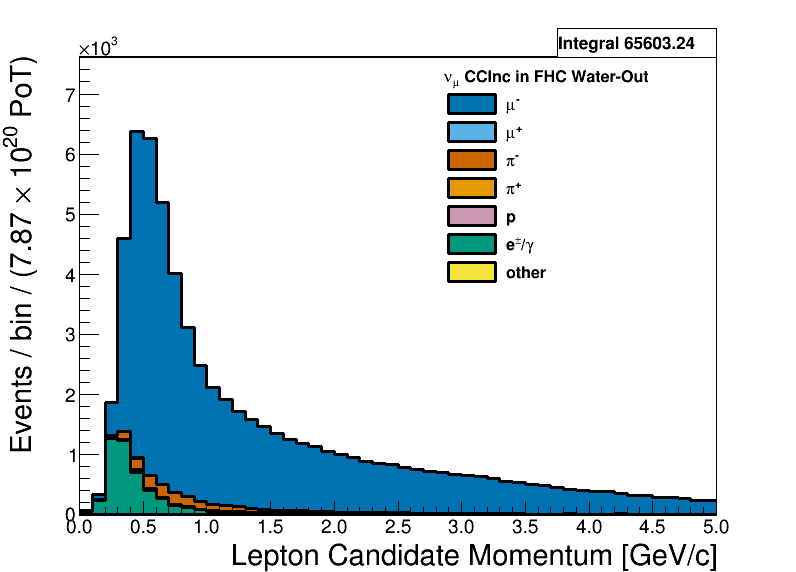 ×10³
Integral 65603.24
ν_μ CCInc in FHC Water-Out
μ⁻
μ⁺
π⁻
π⁺
p
e^±/γ
other
Events / bin / (7.87 × 10²⁰ PoT)
7
6
5
4
3
2
1
0
0.0 0.5 1.0 1.5 2.0 2.5 3.0 3.5 4.0 4.5 5.0
Lepton Candidate Momentum [GeV/c]